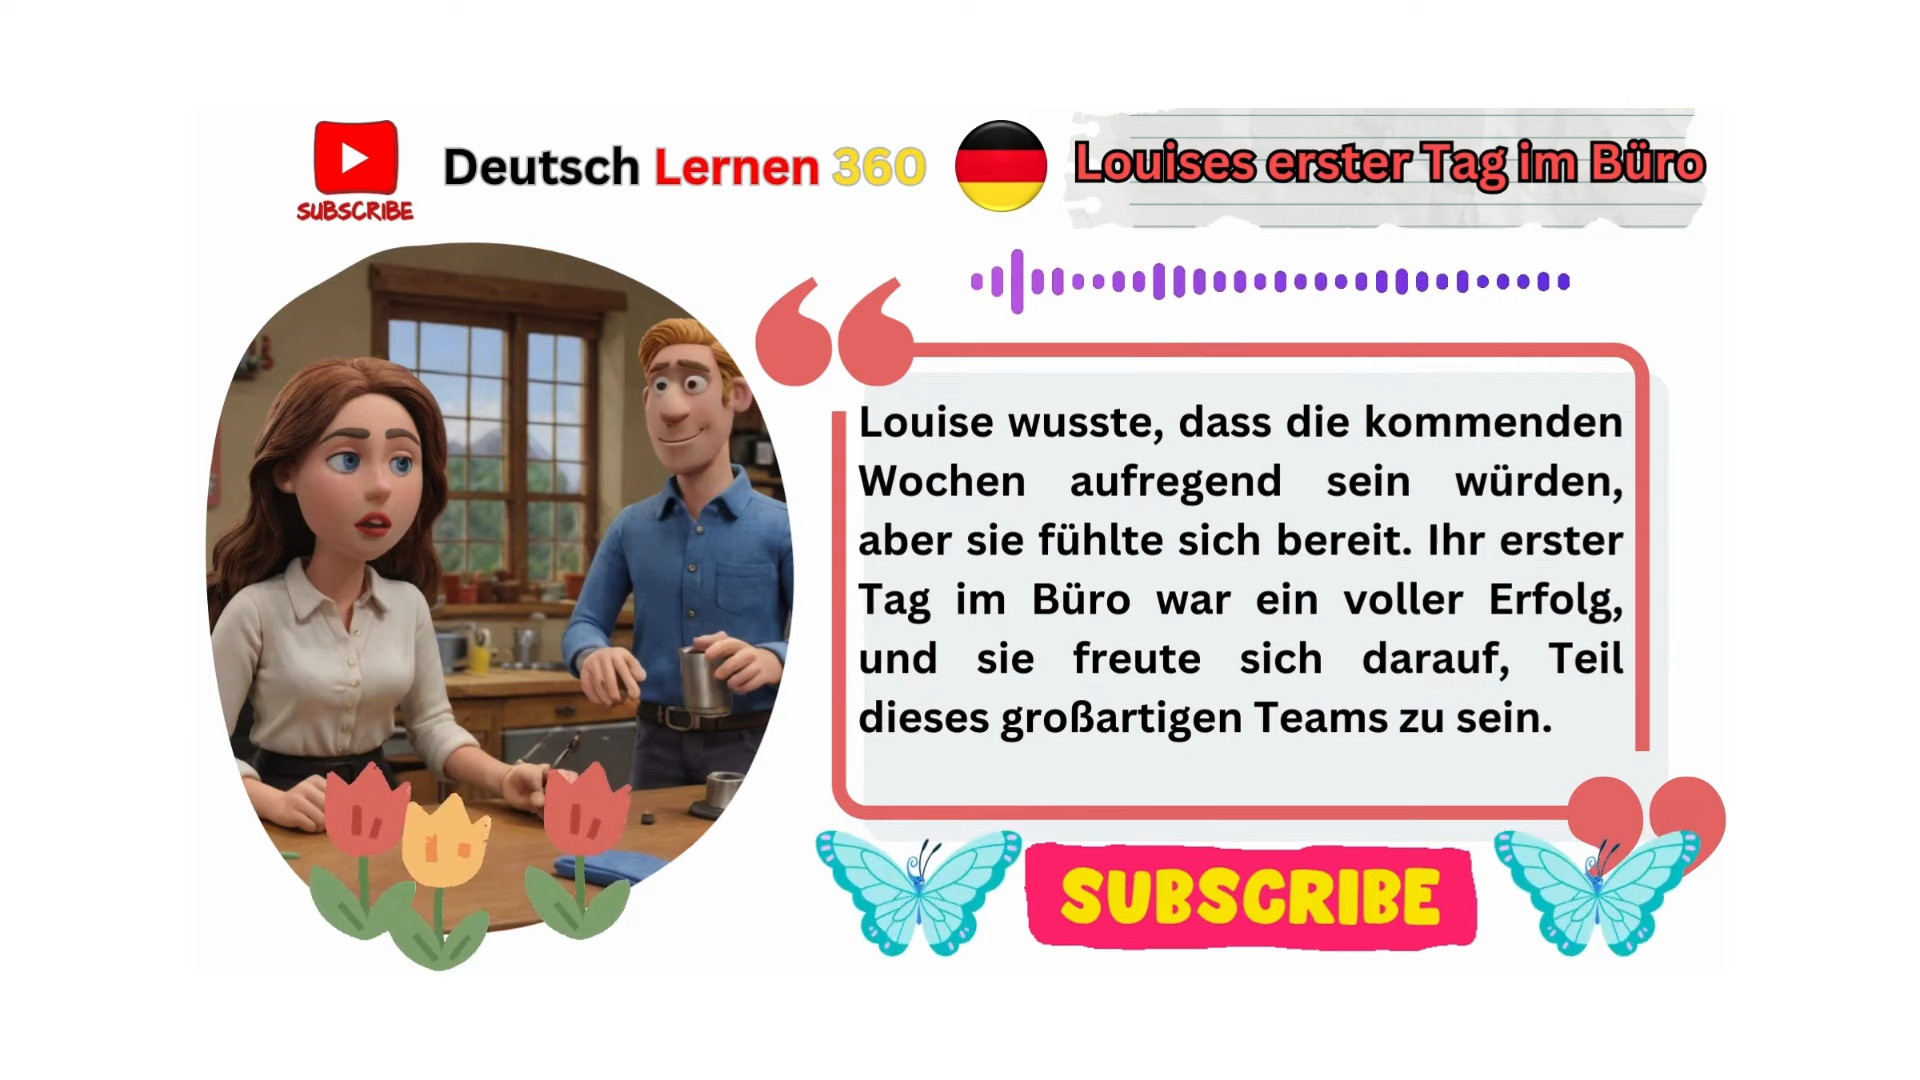 SUBSCRIBE
Deutsch Lernen 360
Louises erster Tag im Büro
Louise wusste, dass die kommenden
Wochen aufregend sein würden,
aber sie fühlte sich bereit. Ihr erster
Tag im Büro war ein voller Erfolg,
und sie freute sich darauf, Teil
dieses großartigen Teams zu sein.
SUBSCRIBE